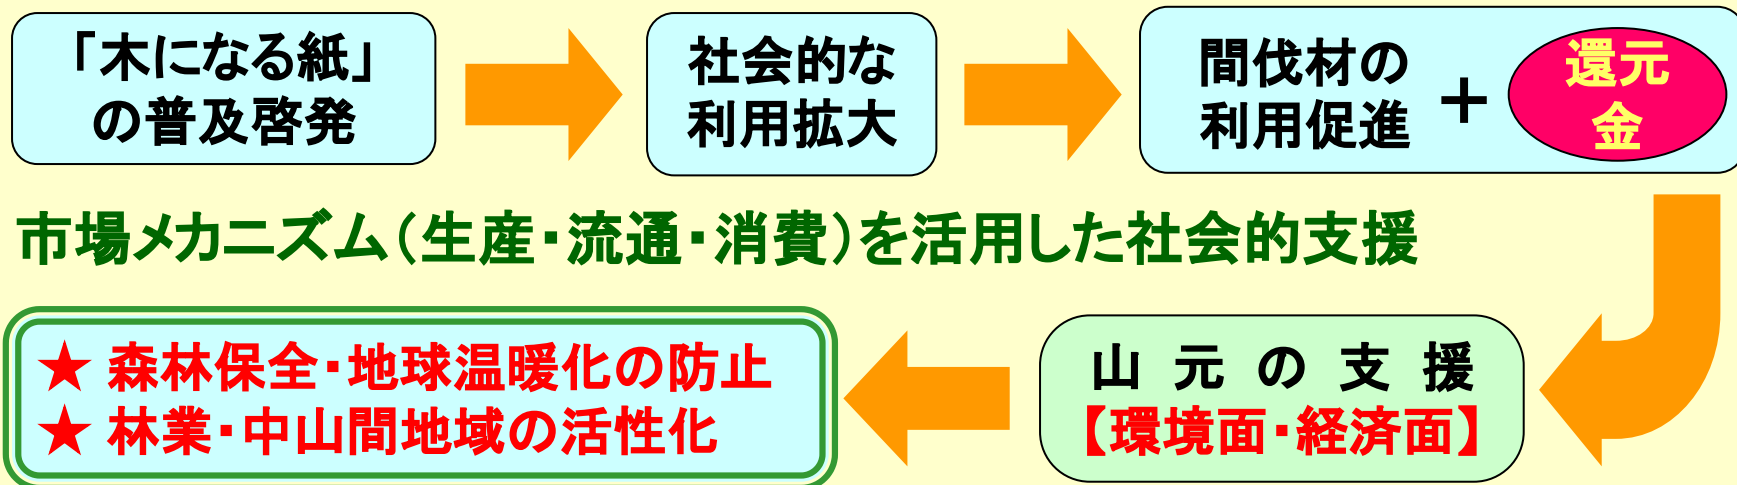 「木になる紙」
の普及啓発
社会的な
利用拡大
間伐材の
利用促進
+
還元
金
市場メカニズム（生産・流通・消費）を活用した社会的支援
山元の支援
【環境面・経済面】
★ 森林保全・地球温暖化の防止
★ 林業・中山間地域の活性化